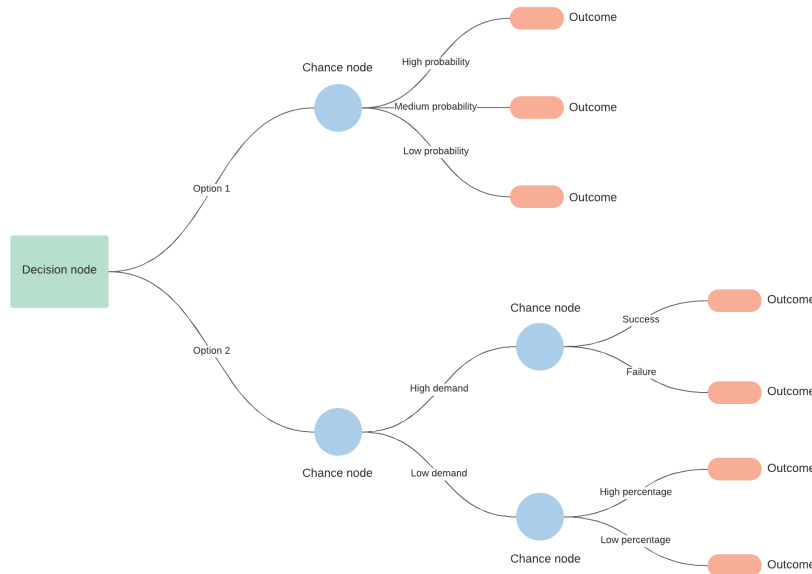 Outcome
High probability
Chance node
Medium probability
Outcome
Low probability
Option 1
Outcome
Decision node
Outcome
Chance node
Success
Option 2
Failure
High demand
Outcome
Chance node
Low demand
Outcome
High percentage
Low percentage
Chance node
Outcome